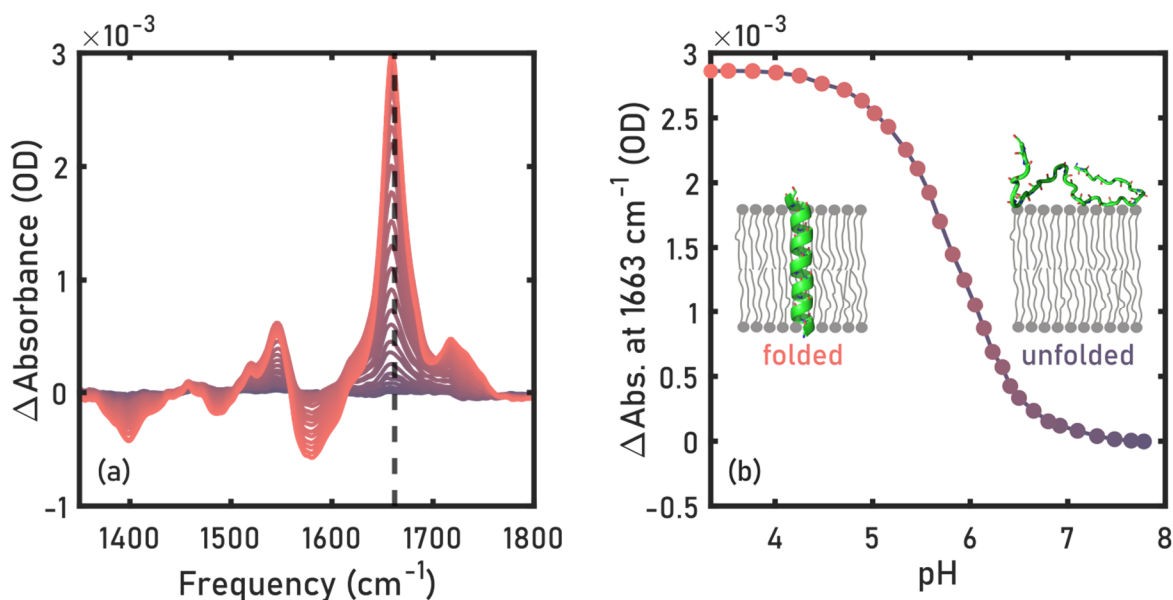 ×10⁻³
3
2
1
0
-1
1400 1500 1600 1700 1800
ΔAbsorbance (OD)
Frequency (cm⁻¹)
(a)
×10⁻³
3
2.5
2
1.5
1
0.5
0
-0.5
4 5 6 7 8
ΔAbs. at 1663 cm⁻¹ (OD)
pH
folded
unfolded
(b)